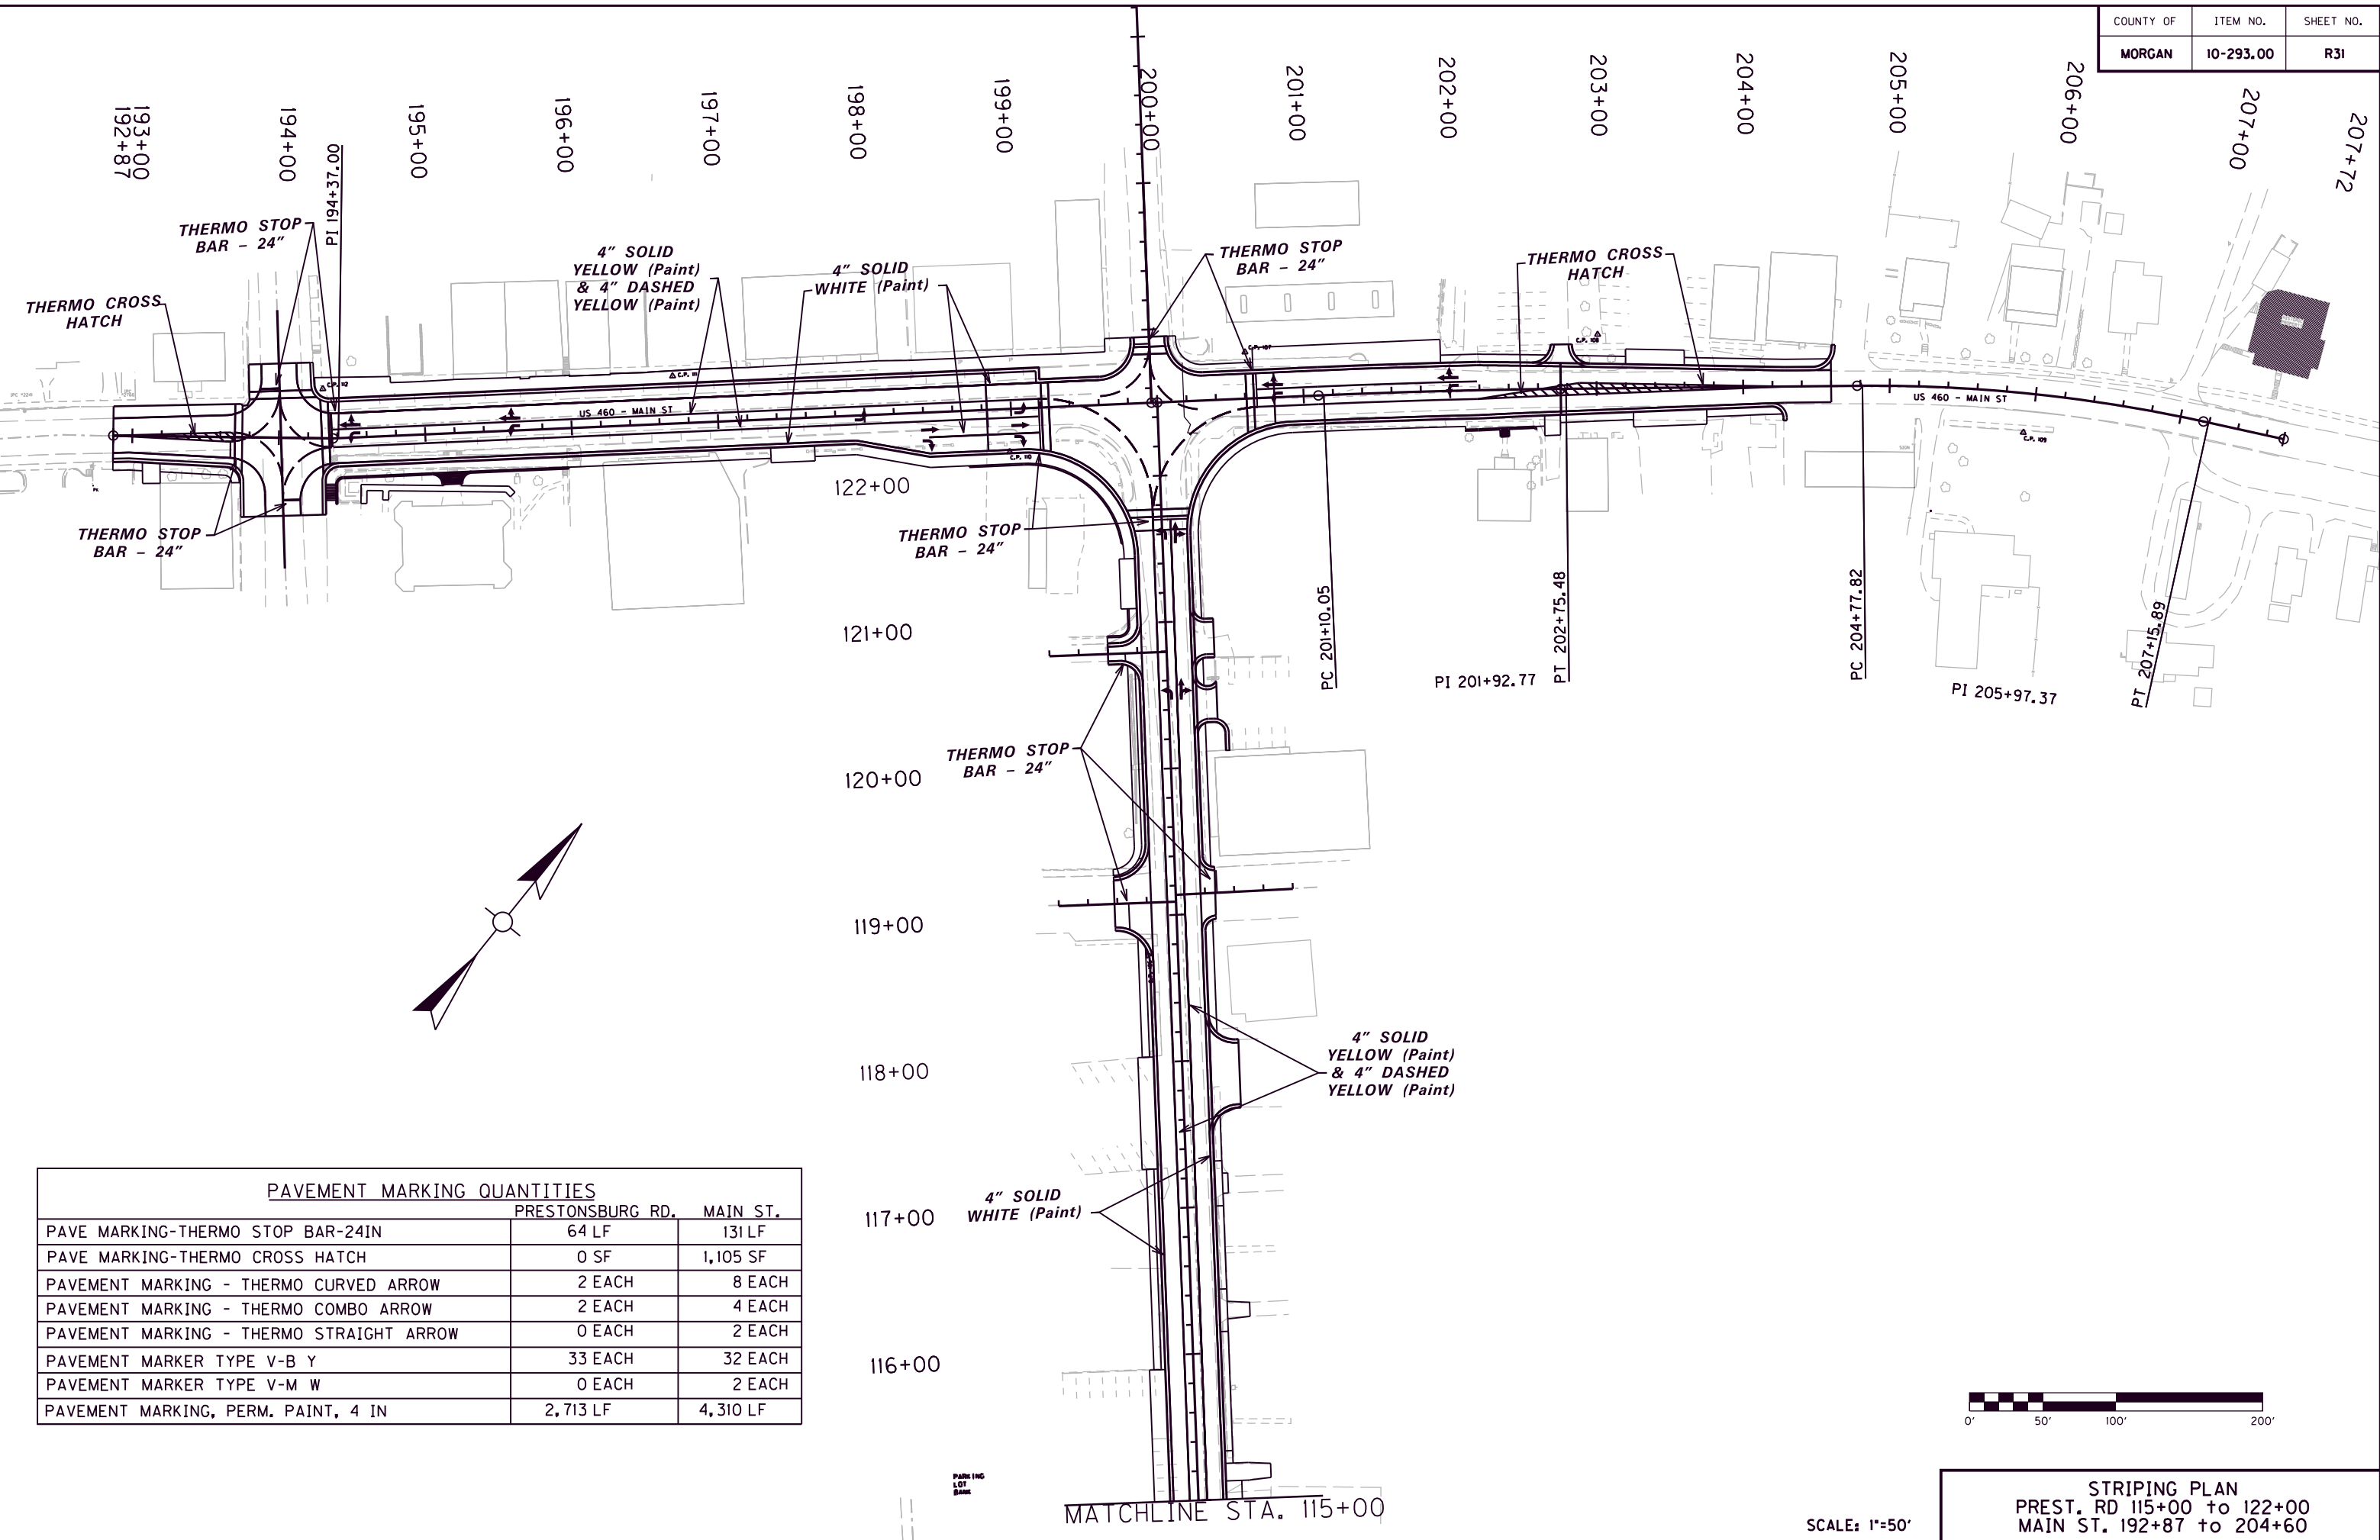 COUNTY OF ITEM NO. SHEET NO.
MORGAN 10-293.00 R31
192+87
193+00
194+00
PI 194+37.00
195+00
196+00
197+00
198+00
199+00
200+00
201+00
202+00
203+00
204+00
205+00
206+00
207+00
207+72
THERMO STOP
BAR – 24"
4" SOLID
YELLOW (Paint)
& 4" DASHED
YELLOW (Paint)
4" SOLID
WHITE (Paint)
THERMO STOP
BAR – 24"
THERMO CROSS
HATCH
THERMO CROSS
HATCH
C.P. 112
C.P. 111
C.P. 107
C.P. 108
US 460 - MAIN ST
US 460 - MAIN ST
C.P. 110
C.P. 109
THERMO STOP
BAR – 24"
122+00
THERMO STOP
BAR – 24"
121+00
PC 201+10.05
PI 201+92.77
PT 202+75.48
PC 204+77.82
PI 205+97.37
PT 207+15.89
THERMO STOP
BAR – 24"
120+00
119+00
118+00
4" SOLID
YELLOW (Paint)
& 4" DASHED
YELLOW (Paint)
117+00
4" SOLID
WHITE (Paint)
116+00
PAVEMENT MARKING QUANTITIES
PRESTONSBURG RD. MAIN ST.
PAVE MARKING-THERMO STOP BAR-24IN 64 LF 131 LF
PAVE MARKING-THERMO CROSS HATCH 0 SF 1,105 SF
PAVEMENT MARKING - THERMO CURVED ARROW 2 EACH 8 EACH
PAVEMENT MARKING - THERMO COMBO ARROW 2 EACH 4 EACH
PAVEMENT MARKING - THERMO STRAIGHT ARROW 0 EACH 2 EACH
PAVEMENT MARKER TYPE V-B Y 33 EACH 32 EACH
PAVEMENT MARKER TYPE V-M W 0 EACH 2 EACH
PAVEMENT MARKING, PERM. PAINT, 4 IN 2,713 LF 4,310 LF
PARKING
LOT
BANK
MATCHLINE STA. 115+00
0' 50' 100' 200'
SCALE: 1"=50'
STRIPING PLAN
PREST. RD 115+00 to 122+00
MAIN ST. 192+87 to 204+60